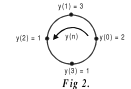 y(1) = 3
y(2) = 1
y(n)
y(0) = 2
y(3) = 1
Fig 2.